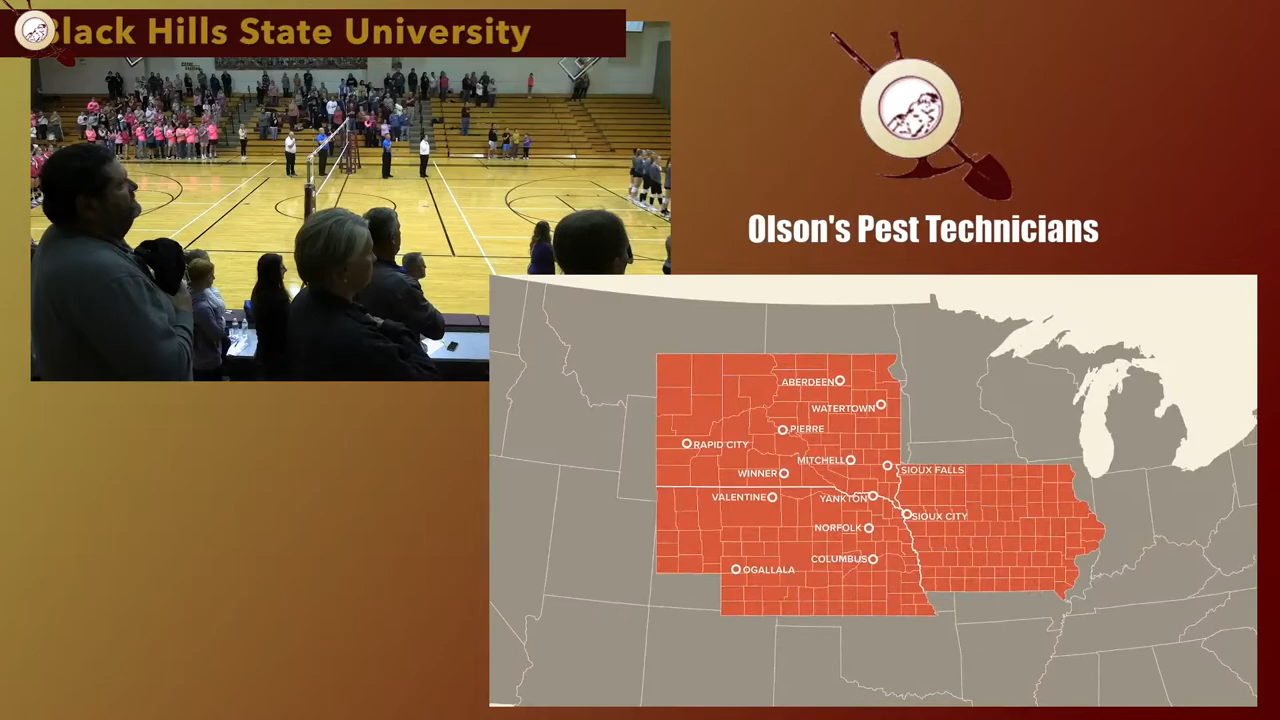 Black Hills State University
Olson's Pest Technicians
ABERDEEN
WATERTOWN
PIERRE
RAPID CITY
MITCHELL
SIOUX FALLS
WINNER
VALENTINE
YANKTON
SIOUX CITY
NORFOLK
COLUMBUS
OGALLALA